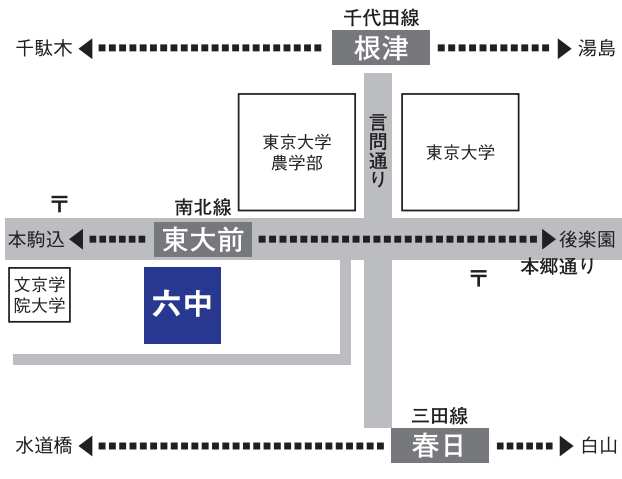 千代田線
千駄木
根津
湯島
言問通り
東京大学
農学部
東京大学
〒
南北線
本駒込
東大前
後楽園
本郷通り
〒
文京学
院大学
六中
三田線
水道橋
春日
白山